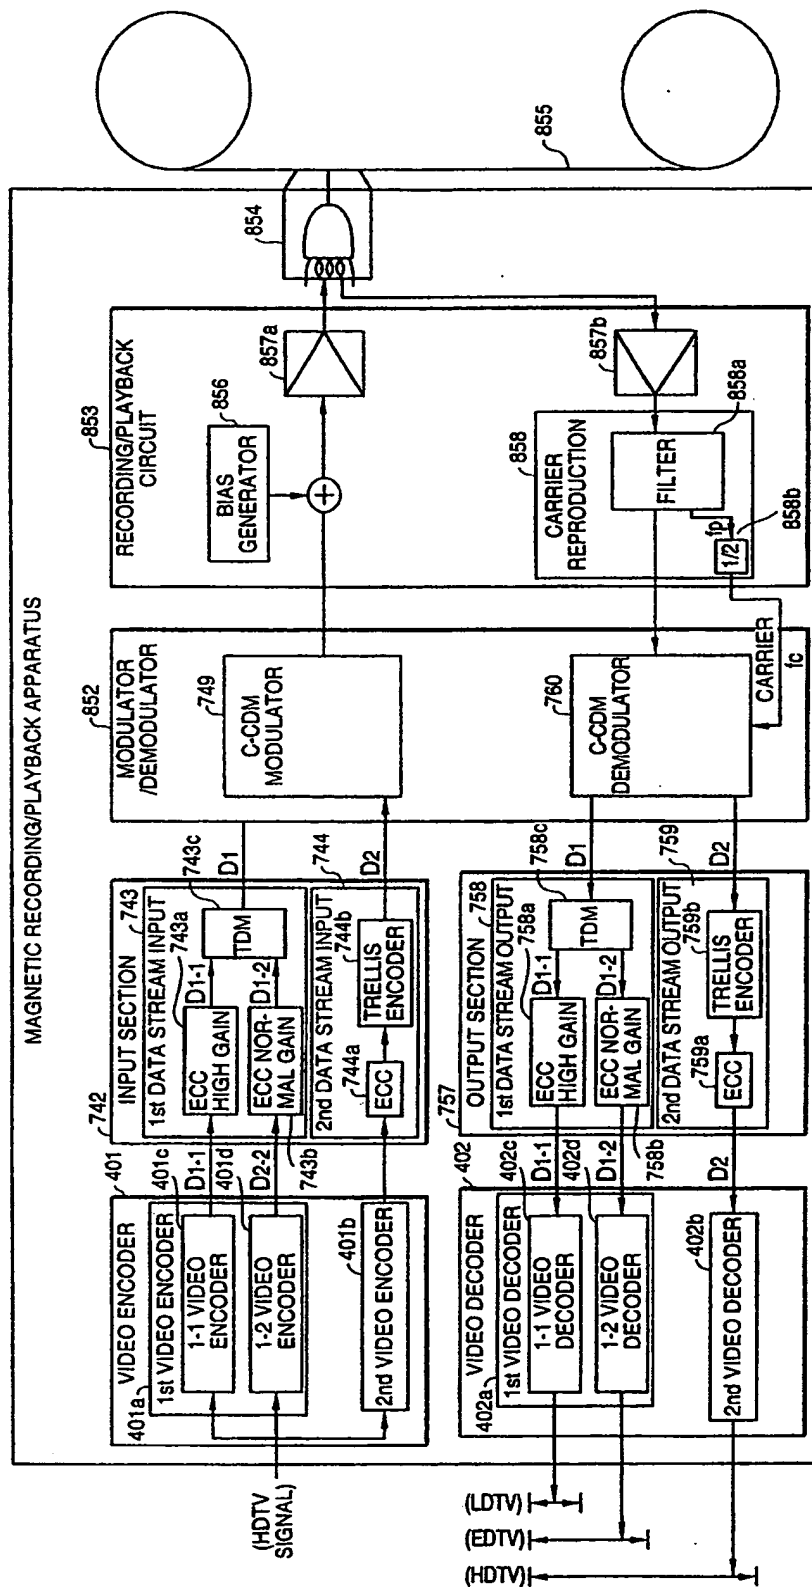 MAGNETIC RECORDING/PLAYBACK APPARATUS
401
VIDEO ENCODER
401a
1st VIDEO ENCODER
401c
1-1 VIDEO
ENCODER
D1-1
401d
1-2 VIDEO
ENCODER
D2-2
401b
2nd VIDEO ENCODER
(HDTV
SIGNAL)
742
INPUT SECTION
743
1st DATA STREAM INPUT
743a
ECC
HIGH GAIN
D1-1
743c
TDM
D1
ECC NOR-
MAL GAIN
D1-2
743b
744
2nd DATA STREAM INPUT
744a
ECC
744b
TRELLIS
ENCODER
D2
852
MODULATOR
/DEMODULATOR
749
C-CDM
MODULATOR
760
C-CDM
DEMODULATOR
CARRIER
fc
853
RECORDING/PLAYBACK
CIRCUIT
856
BIAS
GENERATOR
+
857a
854
855
857b
858
CARRIER
REPRODUCTION
858a
FILTER
fp
1/2
858b
757
OUTPUT SECTION
758
1st DATA STREAM OUTPUT
758a
ECC
HIGH GAIN
D1-1
758c
TDM
D1
ECC NOR-
MAL GAIN
D1-2
758b
759
2nd DATA STREAM OUTPUT
759a
ECC
759b
TRELLIS
ENCODER
D2
402
VIDEO DECODER
402a
1st VIDEO DECODER
402c
1-1 VIDEO
DECODER
D1-1
402d
1-2 VIDEO
DECODER
D1-2
402b
2nd VIDEO DECODER
D2
(LDTV)
(EDTV)
(HDTV)